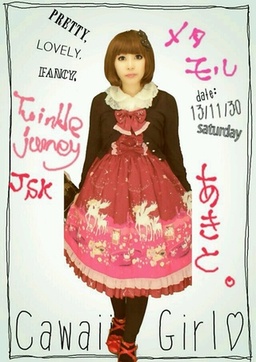 PRETTY,
LOVELY,
FANCY,
メタ
モル
date:
13/11/30
saturday
Twinkle
journey
JSK
あきと。
Cawaii Girl♡